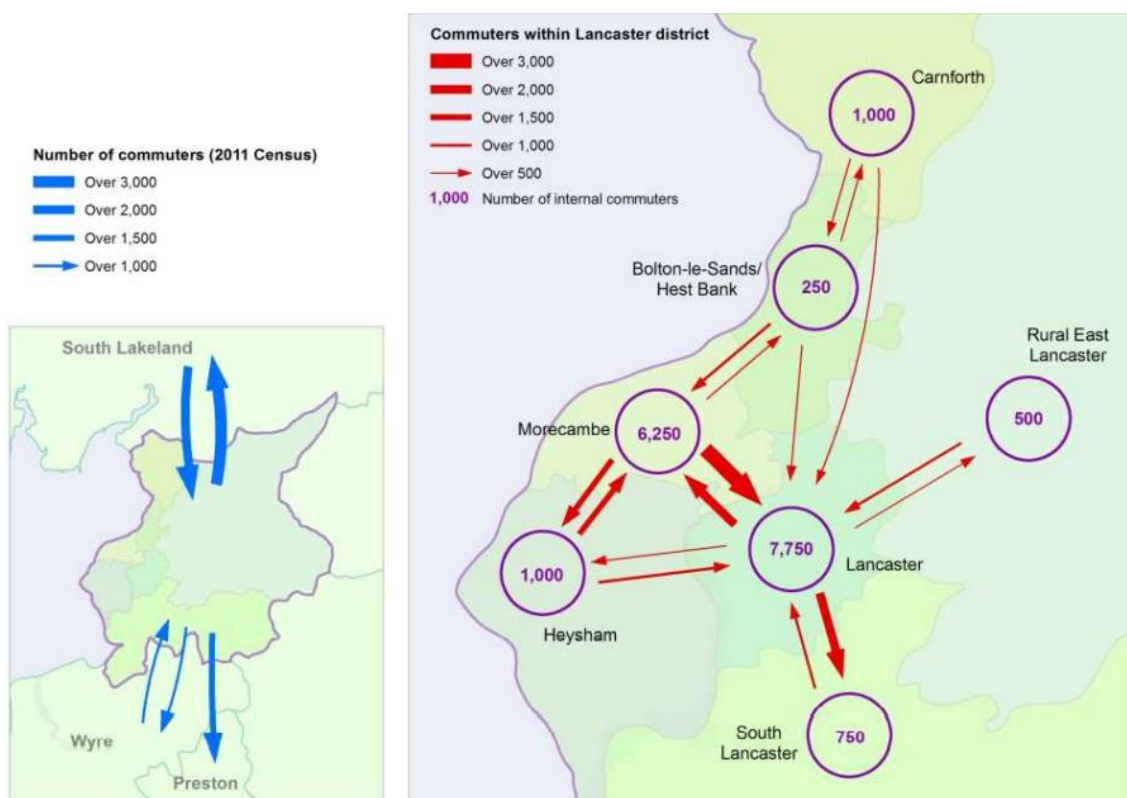 Number of commuters (2011 Census)
Over 3,000
Over 2,000
Over 1,500
Over 1,000
South Lakeland
Wyre
Preston
Commuters within Lancaster district
Over 3,000
Over 2,000
Over 1,500
Over 1,000
Over 500
1,000 Number of internal commuters
Carnforth
1,000
Bolton-le-Sands/
Hest Bank
250
Rural East
Lancaster
500
Morecambe
6,250
7,750
Lancaster
1,000
Heysham
South
Lancaster
750